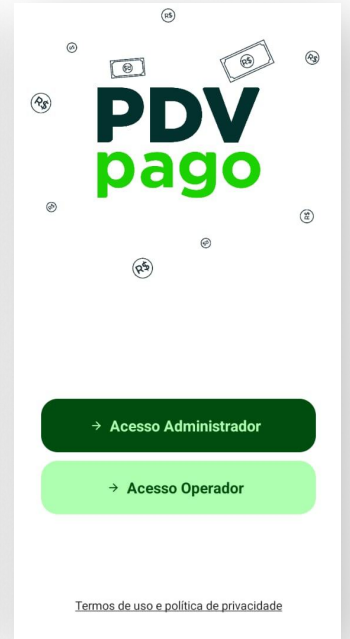 R$
R$
R$
R$
R$
R$
PDV
pago
R$
R$
R$
R$
→ Acesso Administrador
→ Acesso Operador
Termos de uso e política de privacidade